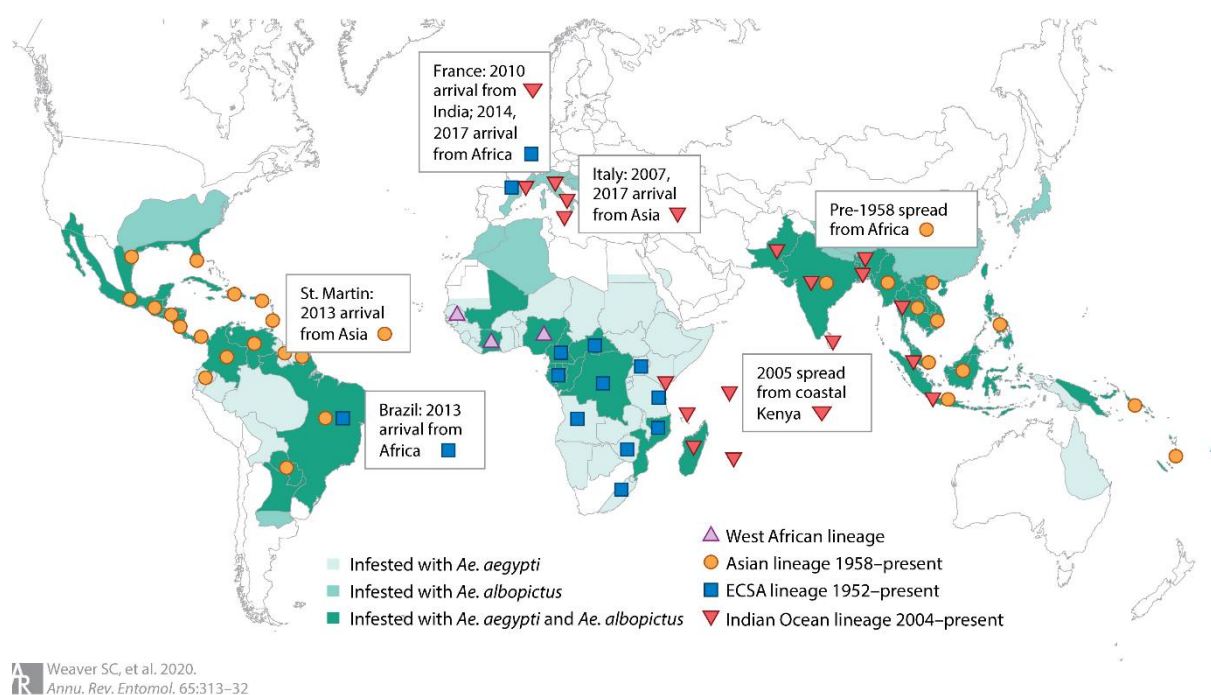 France: 2010
arrival from
India; 2014,
2017 arrival
from Africa
Italy: 2007,
2017 arrival
from Asia
Pre-1958 spread
from Africa
St. Martin:
2013 arrival
from Asia
2005 spread
from coastal
Kenya
Brazil: 2013
arrival from
Africa
Infested with Ae. aegypti
Infested with Ae. albopictus
Infested with Ae. aegypti and Ae. albopictus
West African lineage
Asian lineage 1958–present
ECSA lineage 1952–present
Indian Ocean lineage 2004–present
AR Weaver SC, et al. 2020.
Annu. Rev. Entomol. 65:313–32